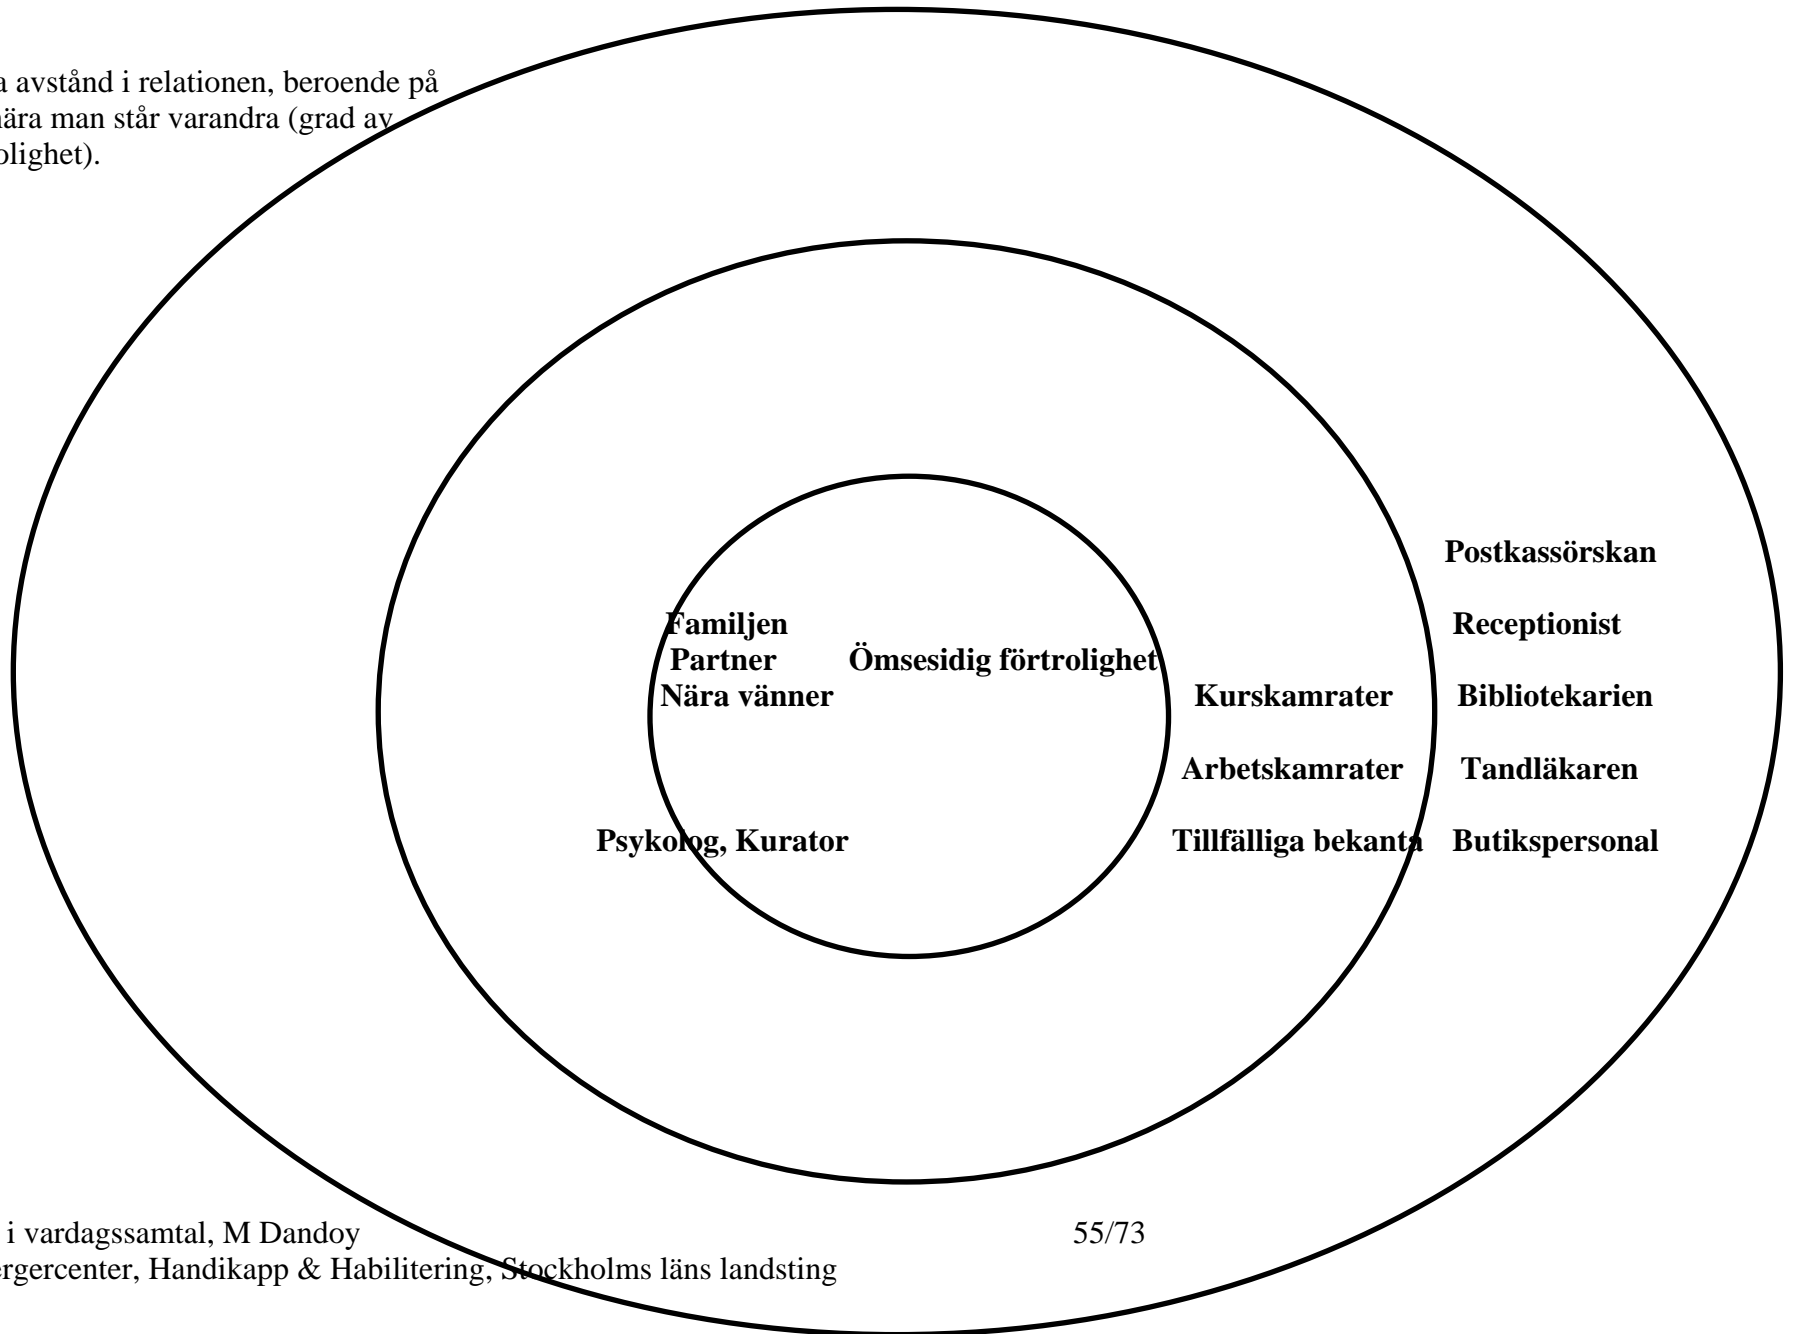 avstånd i relationen, beroende på
nära man står varandra (grad av
olighet).
Postkassörskan
Familjen Receptionist
Partner Ömsesidig förtrolighet
Nära vänner Kurskamrater Bibliotekarien
Arbetskamrater Tandläkaren
Psykolog, Kurator Tillfälliga bekanta Butikspersonal
i vardagssamtal, M Dandoy 55/73
ergercenter, Handikapp & Habilitering, Stockholms läns landsting